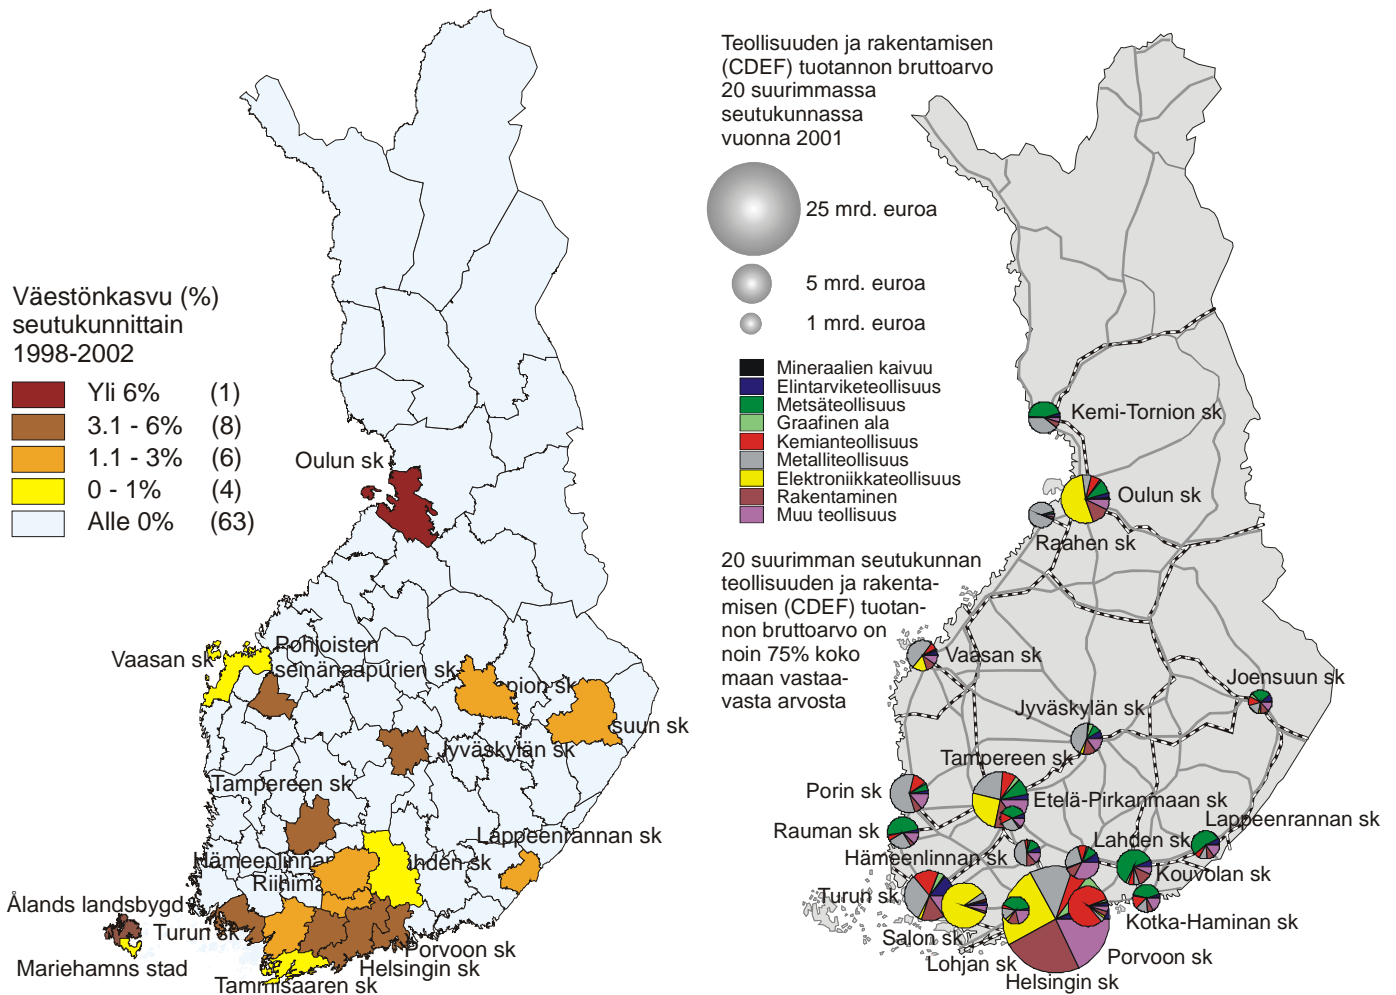 Väestönkasvu (%)
seutukunnittain
1998-2002
Yli 6% (1)
3.1 - 6% (8)
1.1 - 3% (6)
0 - 1% (4)
Alle 0% (63)
Oulun sk
Vaasan sk
Pohjoisten
seinänaapurien sk
pion sk
suun sk
Jyväskylän sk
Tampereen sk
Lappeenrannan sk
Hämeenlinnan
ahden sk
Riihimä
Ålands landsbygd
Turun sk
Mariehamns stad
Porvoon sk
Helsingin sk
Tammisaaren sk
Teollisuuden ja rakentamisen
(CDEF) tuotannon bruttoarvo
20 suurimmassa
seutukunnassa
vuonna 2001
25 mrd. euroa
5 mrd. euroa
1 mrd. euroa
Mineraalien kaivuu
Elintarviketeollisuus
Metsäteollisuus
Graafinen ala
Kemianteollisuus
Metalliteollisuus
Elektroniikkateollisuus
Rakentaminen
Muu teollisuus
20 suurimman seutukunnan
teollisuuden ja rakenta-
misen (CDEF) tuotan-
non bruttoarvo on
noin 75% koko
maan vastaa-
vasta arvosta
Kemi-Tornion sk
Oulun sk
Raahen sk
Vaasan sk
Joensuun sk
Jyväskylän sk
Tampereen sk
Porin sk
Etelä-Pirkanmaan sk
Rauman sk
Lappeenrannan sk
Lahden sk
Hämeenlinnan sk
Kouvolan sk
Turun sk
Kotka-Haminan sk
Salon sk
Porvoon sk
Lohjan sk
Helsingin sk